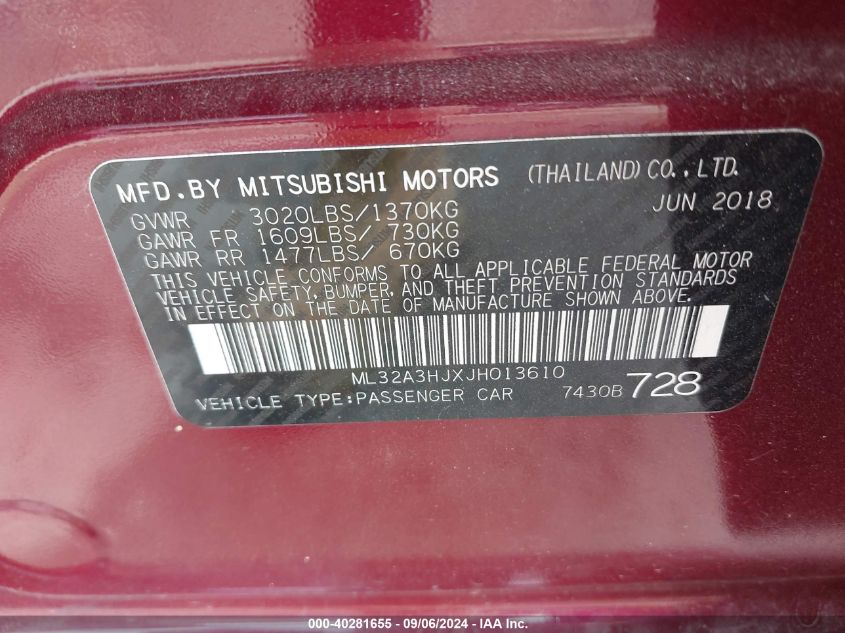 MFD.BY MITSUBISHI MOTORS (THAILAND)CO.,LTD.
GVWR 3020LBS/1370KG JUN 2018
GAWR FR 1609LBS/ 730KG
GAWR RR 1477LBS/ 670KG
THIS VEHICLE CONFORMS TO ALL APPLICABLE FEDERAL MOTOR
VEHICLE SAFETY,BUMPER,AND THEFT PREVENTION STANDARDS
IN EFFECT ON THE DATE OF MANUFACTURE SHOWN ABOVE.
ML32A3HJXJH013610
VEHICLE TYPE:PASSENGER CAR 7430B 728
000-40281655 - 09/06/2024 - IAA Inc.